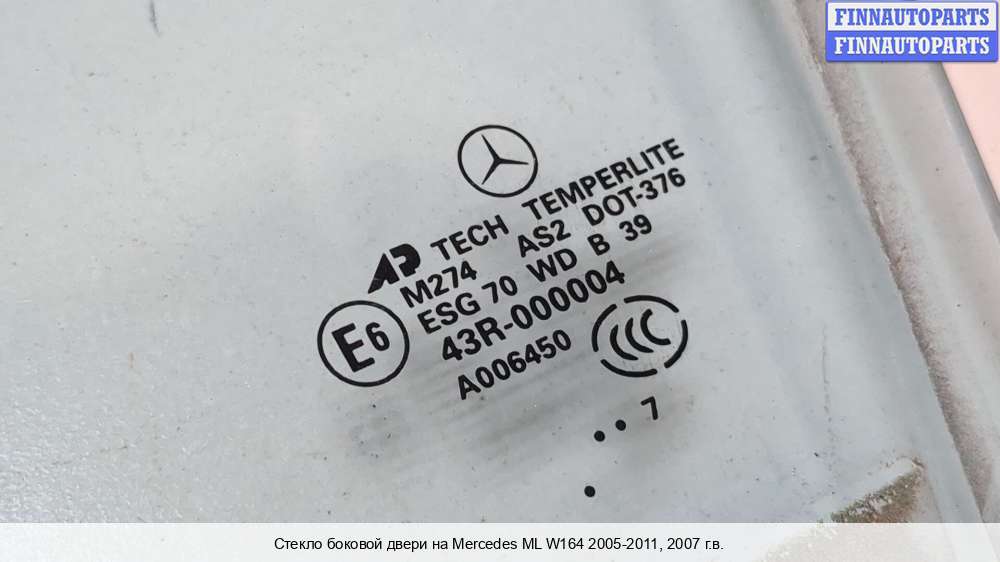 FINNAUTOPARTS
FINNAUTOPARTS
AP TECH TEMPERLITE
M274 AS2 DOT-376
ESG 70 WD B 39
E6 43R-000004
A006450 CCC
.. 7
.
Стекло боковой двери на Mercedes ML W164 2005-2011, 2007 г.в.